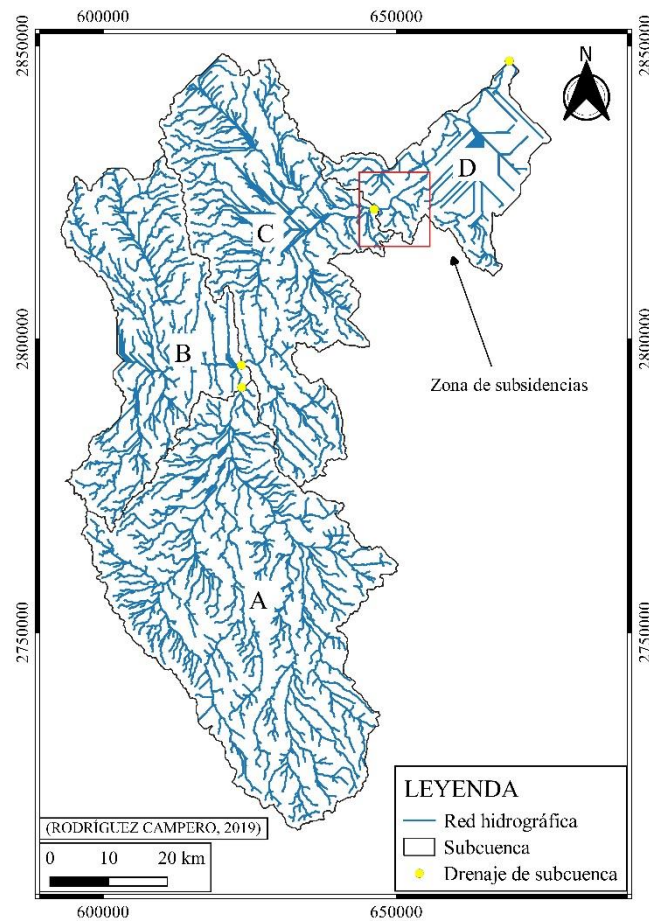 600000
650000
2850000
2850000
N
D
C
2800000
2800000
B
Zona de subsidencias
A
2750000
2750000
LEYENDA
Red hidrográfica
Subcuenca
Drenaje de subcuenca
(RODRÍGUEZ CAMPERO, 2019)
0 10 20 km
600000
650000